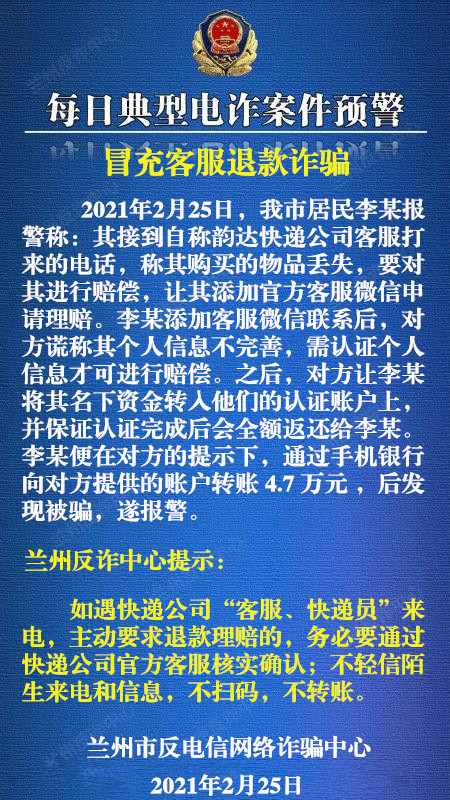 每日典型电诈案件预警
冒充客服退款诈骗
2021年2月25日，我市居民李某报
警称：其接到自称韵达快递公司客服打
来的电话，称其购买的物品丢失，要对
其进行赔偿，让其添加官方客服微信申
请理赔。李某添加客服微信联系后，对
方谎称其个人信息不完善，需认证个人
信息才可进行赔偿。之后，对方让李某
将其名下资金转入他们的认证账户上，
并保证认证完成后会全额返还给李某。
李某便在对方的提示下，通过手机银行
向对方提供的账户转账 4.7 万元 ，后发
现被骗，遂报警。
兰州反诈中心提示：
如遇快递公司“客服、快递员”来
电，主动要求退款理赔的，务必要通过
快递公司官方客服核实确认；不轻信陌
生来电和信息，不扫码，不转账。
兰州市反电信网络诈骗中心
2021年2月25日